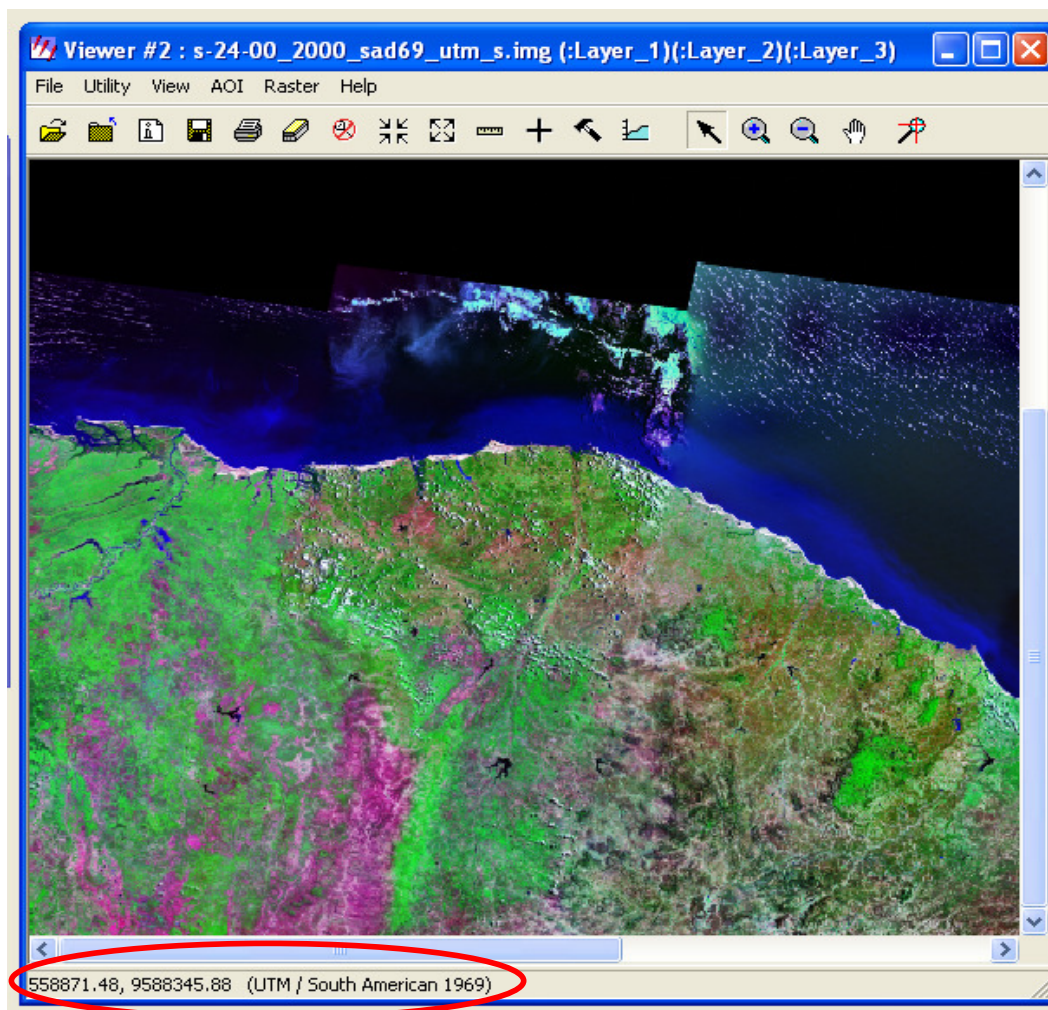 Viewer #2 : s-24-00_2000_sad69_utm_s.img (:Layer_1)(:Layer_2)(:Layer_3)
File Utility View AOI Raster Help
558871.48, 9588345.88 (UTM / South American 1969)